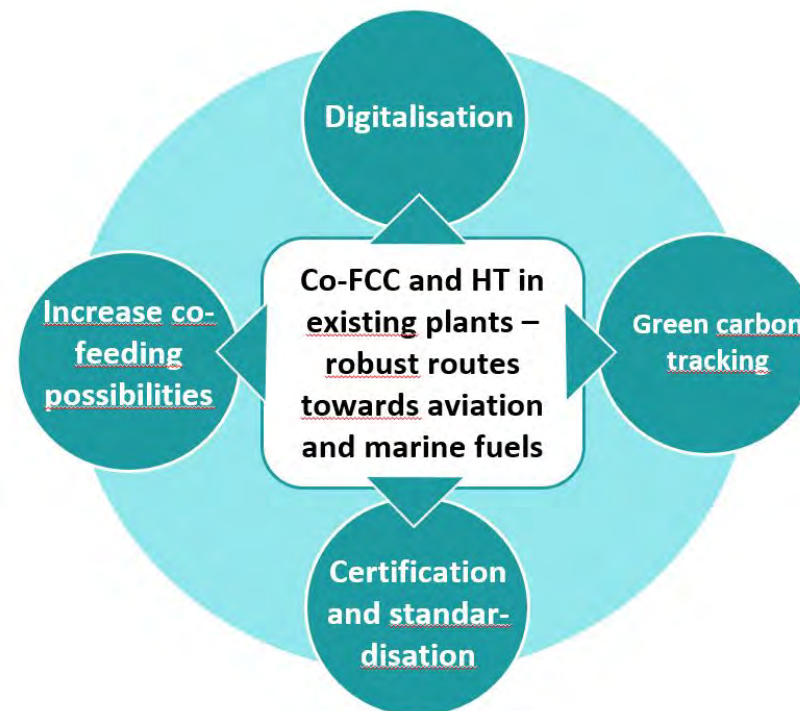 Digitalisation
Increase co-
feeding
possibilities
Co-FCC and HT in
existing plants –
robust routes
towards aviation
and marine fuels
Green carbon
tracking
Certification
and standar-
disation